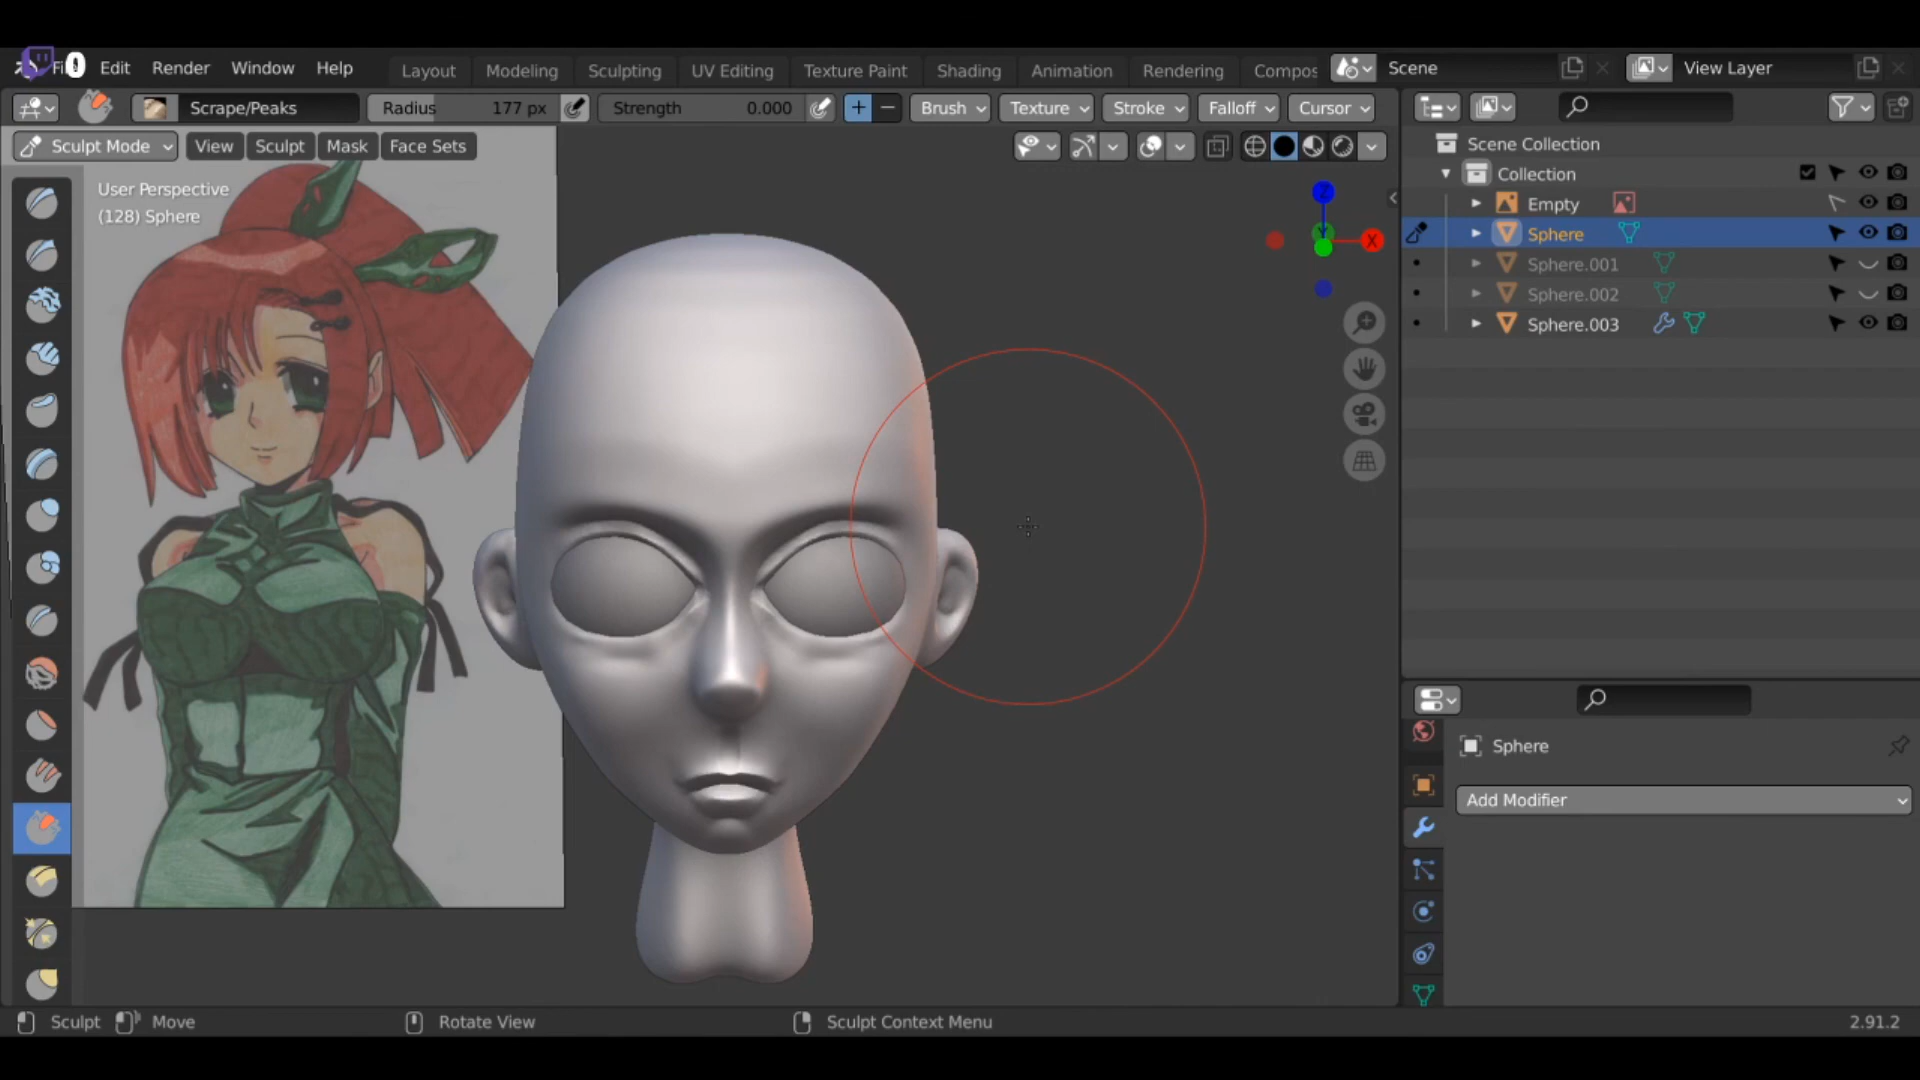 0
Edit Render Window Help Layout Modeling Sculpting UV Editing Texture Paint Shading Animation Rendering Compos Scene View Layer
Scrape/Peaks Radius 177 px Strength 0.000 + − Brush Texture Stroke Falloff Cursor
Sculpt Mode View Sculpt Mask Face Sets
User Perspective
(128) Sphere
Z
Y
X
Scene Collection
Collection
Empty
Sphere
Sphere.001
Sphere.002
Sphere.003
Sphere
Add Modifier
Sculpt Move Rotate View Sculpt Context Menu 2.91.2